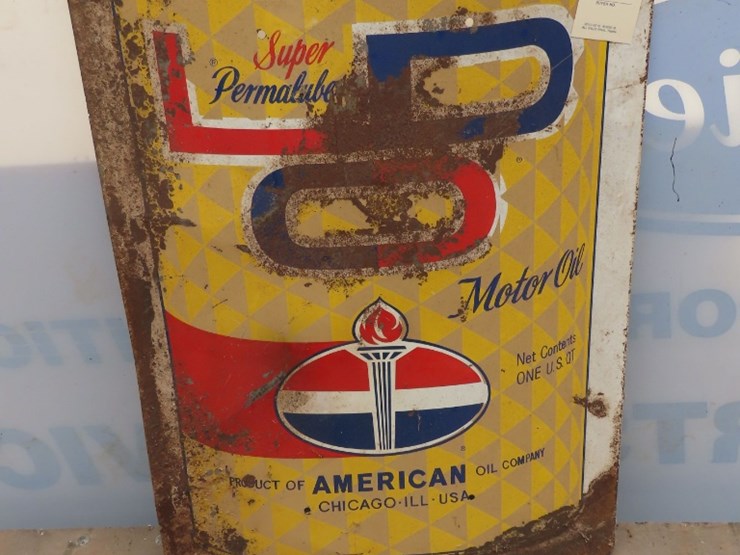 Super
Permalube
LDO
Motor Oil
Net Contents
ONE U.S. QT
PRODUCT OF AMERICAN OIL COMPANY
CHICAGO·ILL·USA